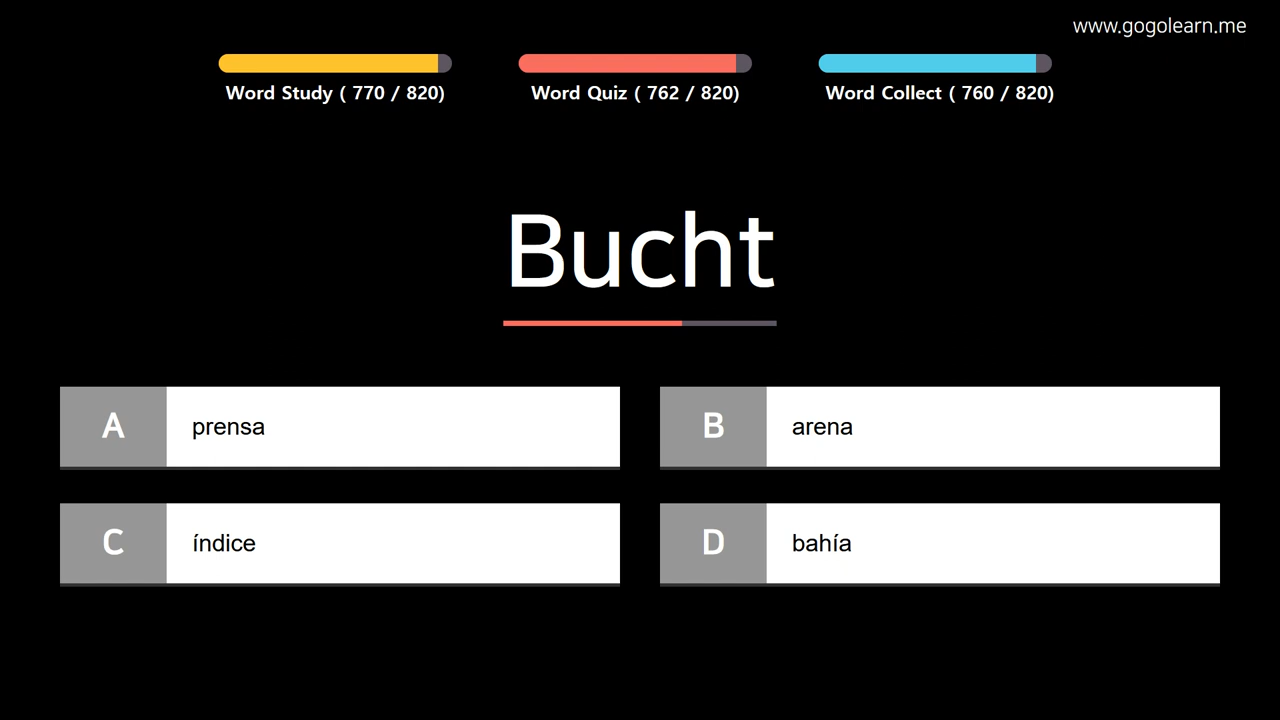 www.gogolearn.me
Word Study ( 770 / 820)
Word Quiz ( 762 / 820)
Word Collect ( 760 / 820)
Bucht
A
prensa
B
arena
C
índice
D
bahía